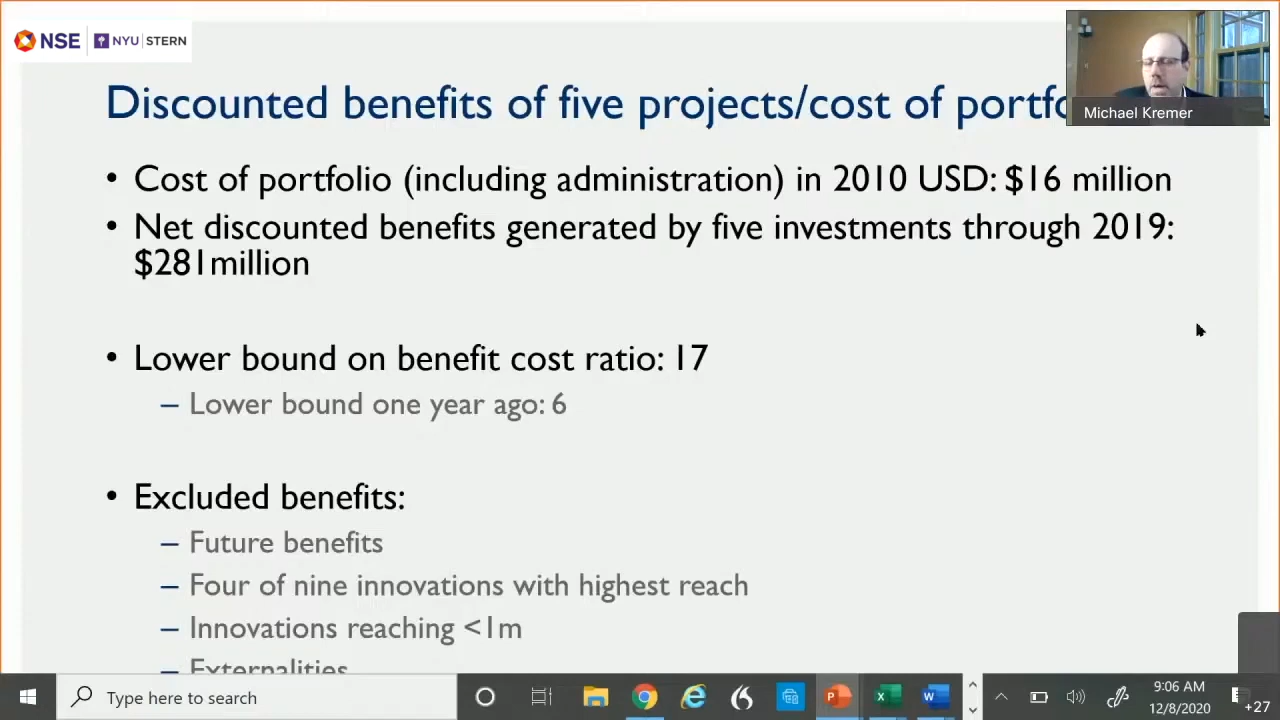 NSE NYU STERN
Discounted benefits of five projects/cost of portfo
Michael Kremer
• Cost of portfolio (including administration) in 2010 USD: $16 million
• Net discounted benefits generated by five investments through 2019:
$281million
• Lower bound on benefit cost ratio: 17
– Lower bound one year ago: 6
• Excluded benefits:
– Future benefits
– Four of nine innovations with highest reach
– Innovations reaching <1m
– Externalities
Type here to search
9:06 AM
12/8/2020
+27